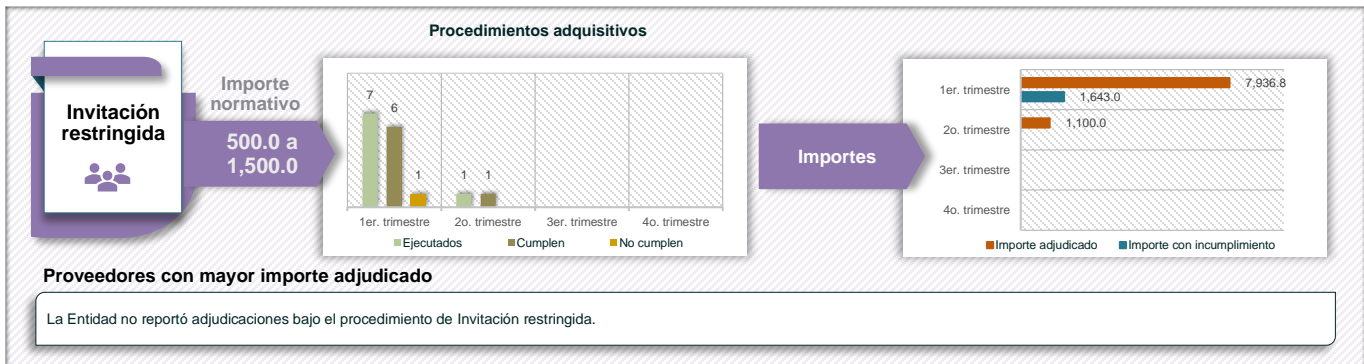 Procedimientos adquisitivos
Invitación
restringida
Importe
normativo
500.0 a
1,500.0
7
6
1
1
1
1er. trimestre
2o. trimestre
3er. trimestre
4o. trimestre
Ejecutados
Cumplen
No cumplen
Importes
1er. trimestre
7,936.8
1,643.0
2o. trimestre
1,100.0
3er. trimestre
4o. trimestre
Importe adjudicado
Importe con incumplimiento
Proveedores con mayor importe adjudicado
La Entidad no reportó adjudicaciones bajo el procedimiento de Invitación restringida.